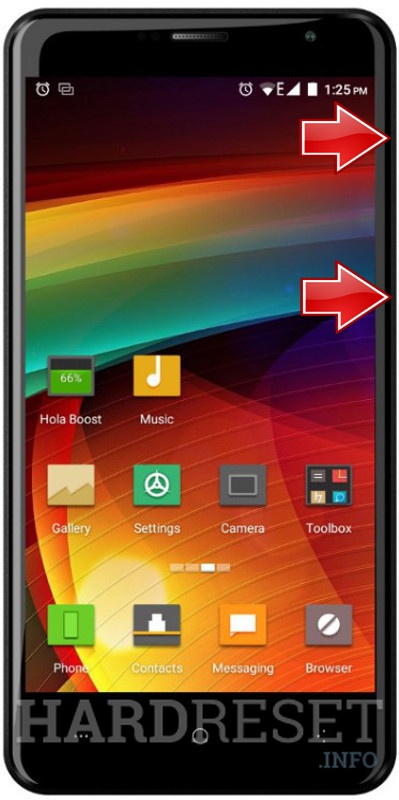 E 1:25 PM
66%
Hola Boost Music
Gallery Settings Camera Toolbox
Phone Contacts Messaging Browser
HARDRESET
.INFO